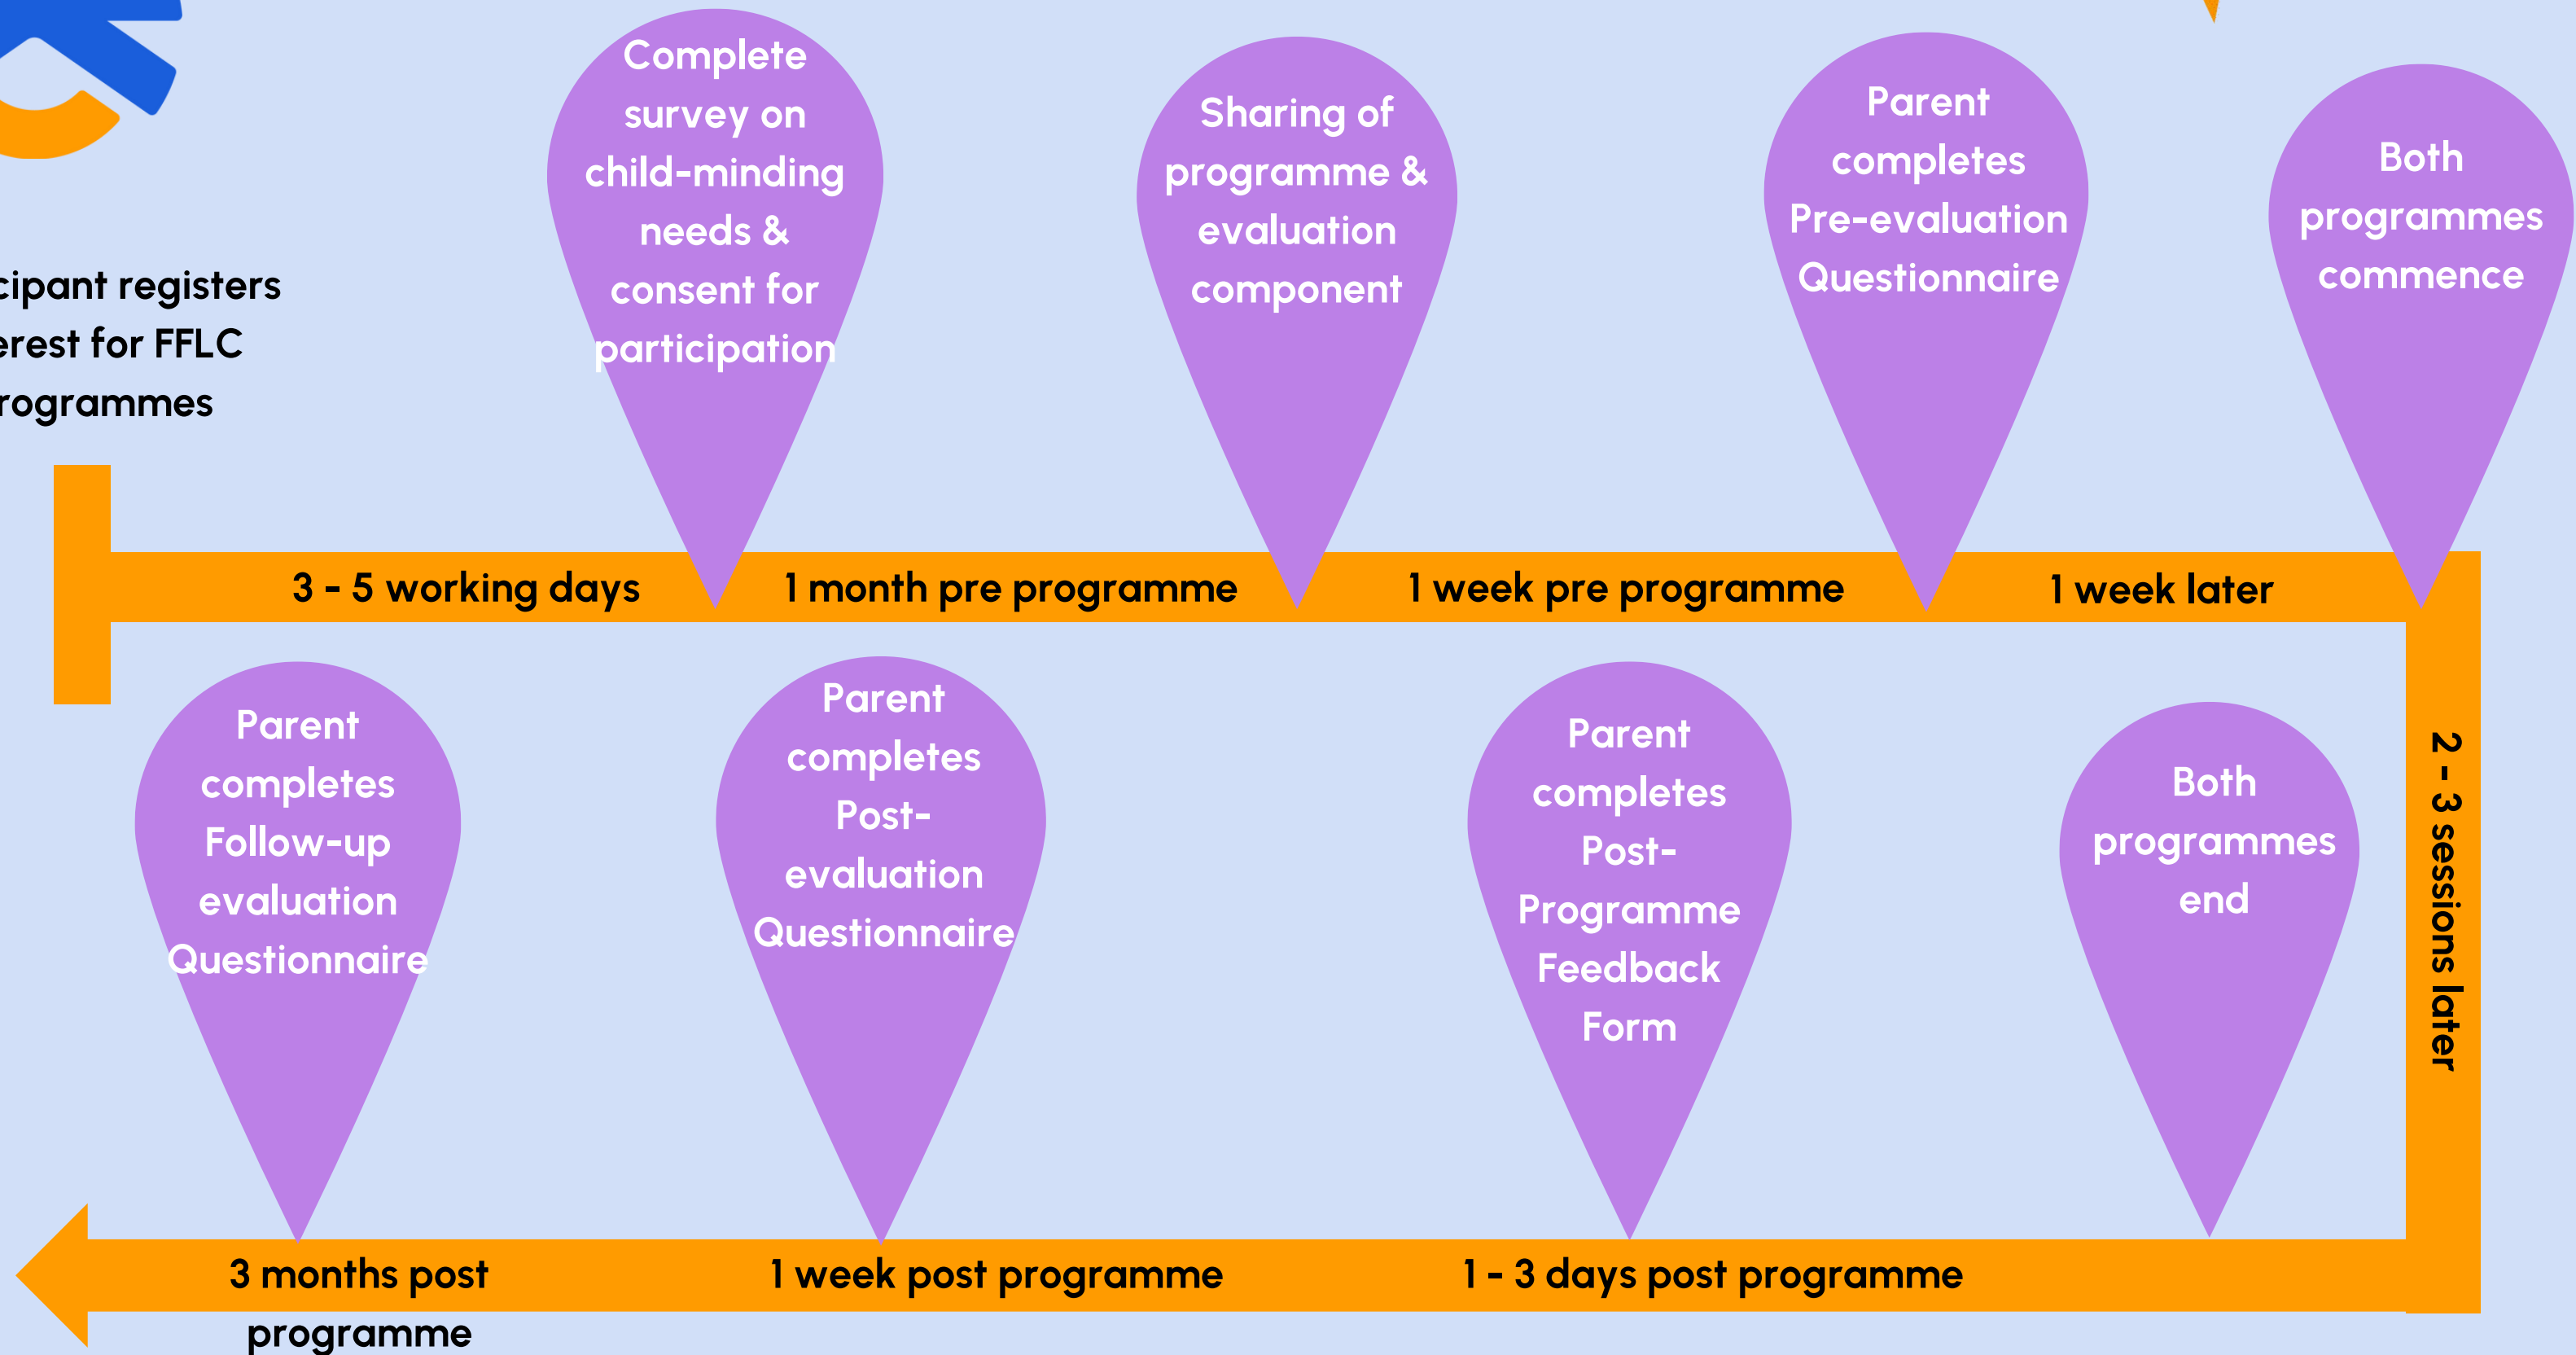 cipant registers
erest for FFLC
rogrammes
Complete
survey on
child-minding
needs &
consent for
participation
Sharing of
programme &
evaluation
component
Parent
completes
Pre-evaluation
Questionnaire
Both
programmes
commence
3 - 5 working days
1 month pre programme
1 week pre programme
1 week later
2 - 3 sessions later
Both
programmes
end
Parent
completes
Post-
Programme
Feedback
Form
Parent
completes
Post-
evaluation
Questionnaire
Parent
completes
Follow-up
evaluation
Questionnaire
1 - 3 days post programme
1 week post programme
3 months post
programme